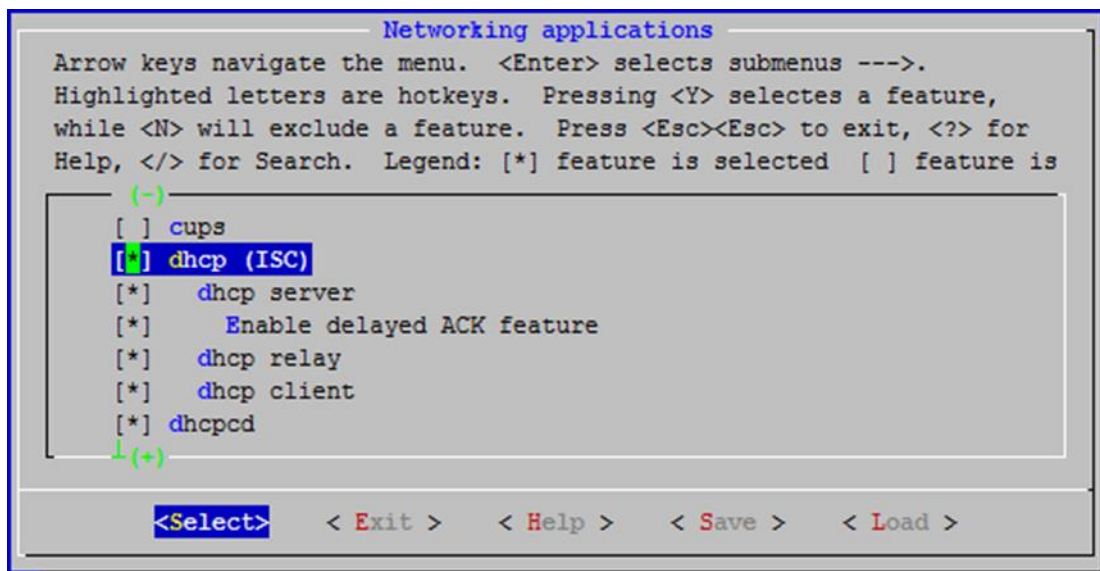 Networking applications
Arrow keys navigate the menu.  <Enter> selects submenus --->.
Highlighted letters are hotkeys.  Pressing <Y> selectes a feature,
while <N> will exclude a feature.  Press <Esc><Esc> to exit, <?> for
Help, </> for Search.  Legend: [*] feature is selected  [ ] feature is
(-)
[ ] cups
[*] dhcp (ISC)
[*]   dhcp server
[*]     Enable delayed ACK feature
[*]   dhcp relay
[*]   dhcp client
[*] dhcpcd
(+)
<Select>    < Exit >    < Help >    < Save >    < Load >